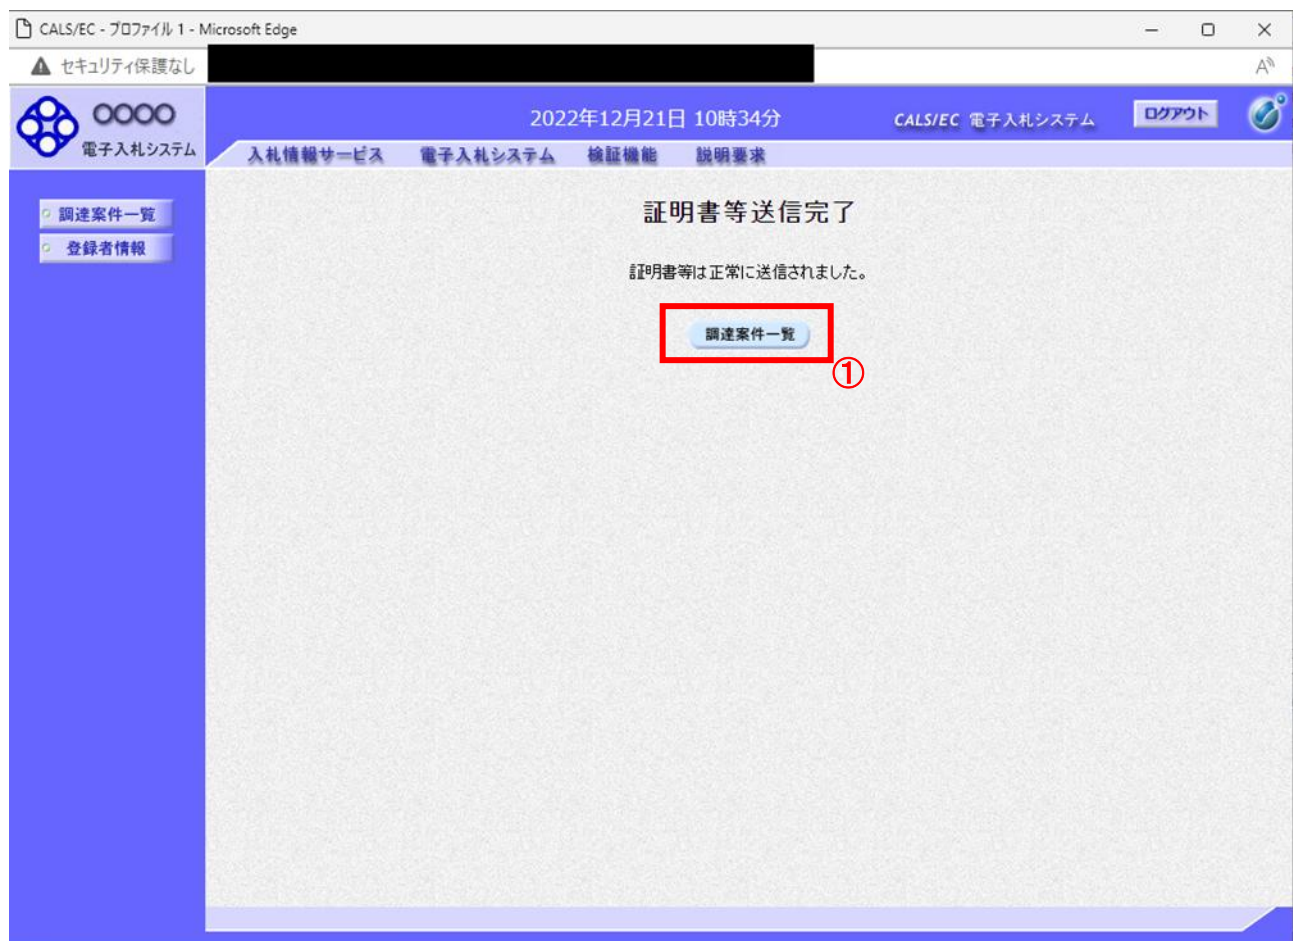 CALS/EC - プロファイル 1 - Microsoft Edge
セキュリティ保護なし
○○○○
電子入札システム
2022年12月21日 10時34分
CALS/EC 電子入札システム
ログアウト
入札情報サービス 電子入札システム 検証機能 説明要求
調達案件一覧
登録者情報
証明書等送信完了
証明書等は正常に送信されました。
調達案件一覧
①